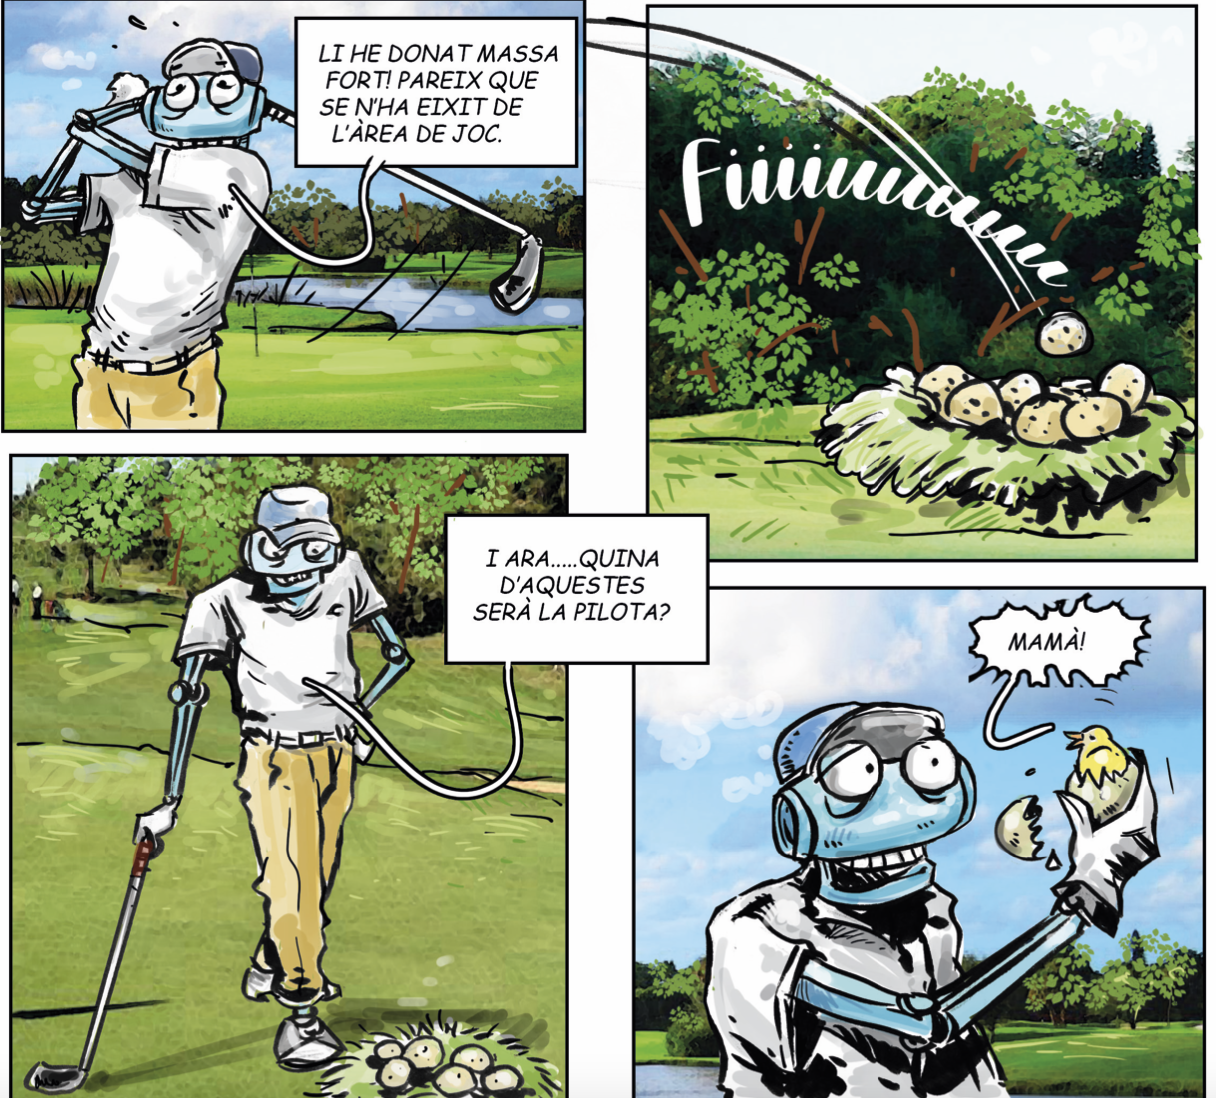 LI HE DONAT MASSA
FORT! PAREIX QUE
SE N'HA EIXIT DE
L'ÀREA DE JOC.
Fiiiiiuuuuuuuu
I ARA.....QUINA
D'AQUESTES
SERÀ LA PILOTA?
MAMÀ!